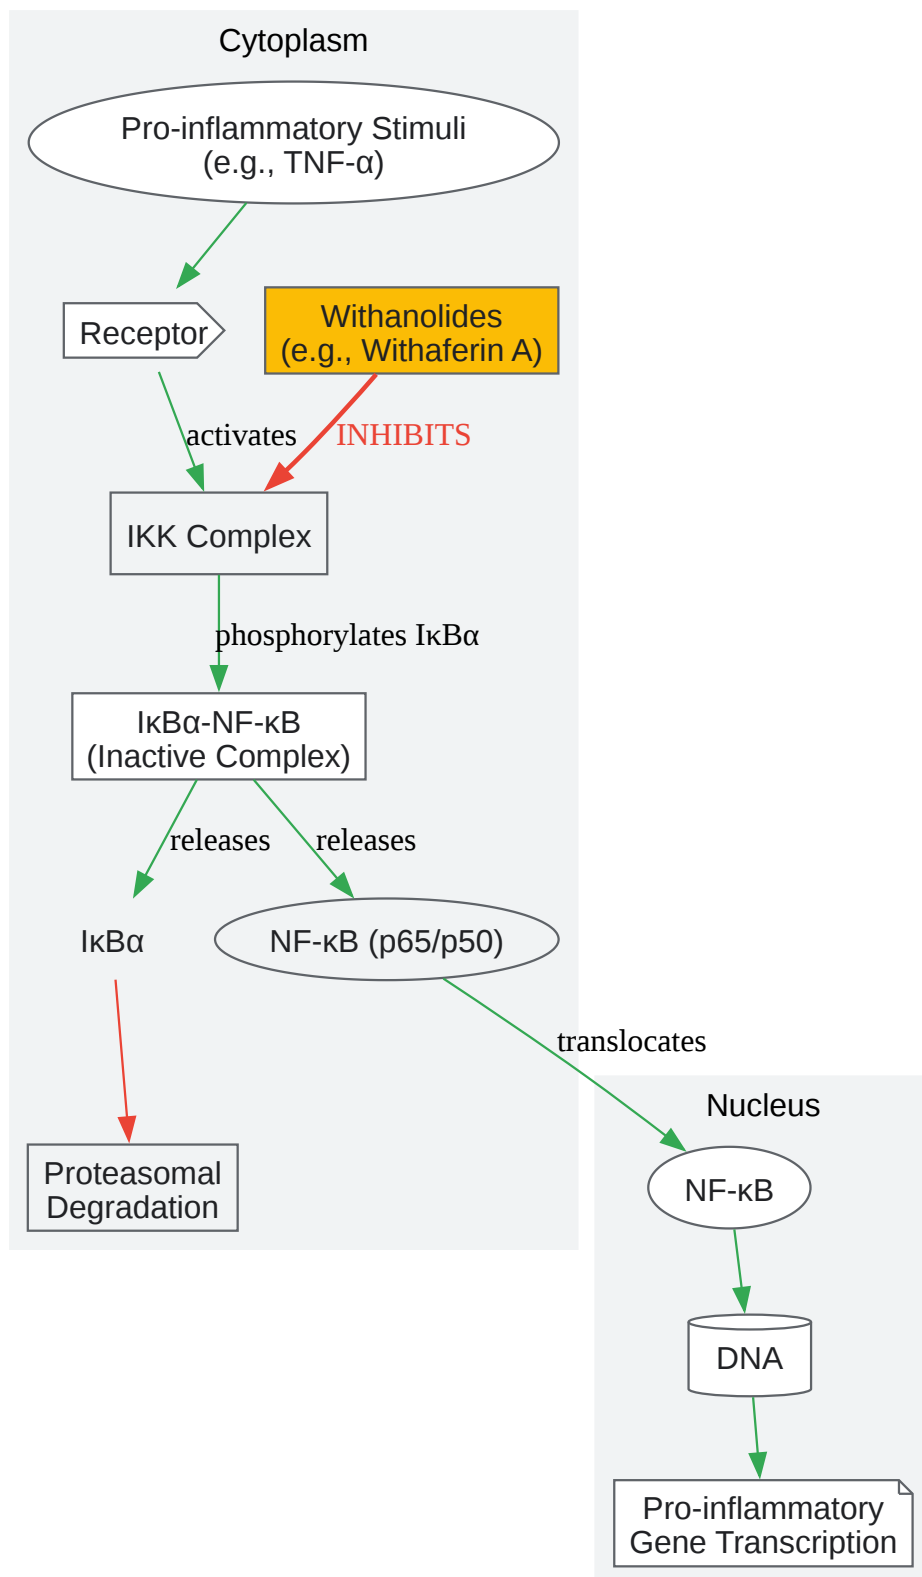 Cytoplasm
Pro-inflammatory Stimuli
(e.g., TNF-α)
Receptor
Withanolides
(e.g., Withaferin A)
activates
INHIBITS
IKK Complex
phosphorylates IκBα
IκBα-NF-κB
(Inactive Complex)
releases
releases
IκBα
NF-κB (p65/p50)
translocates
Proteasomal
Degradation
Nucleus
NF-κB
DNA
Pro-inflammatory
Gene Transcription